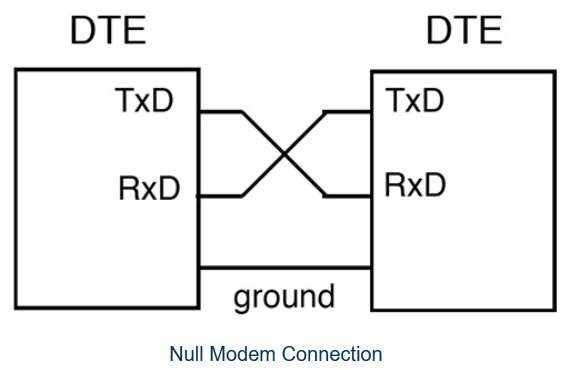 DTE DTE
TxD TxD
RxD RxD
ground
Null Modem Connection